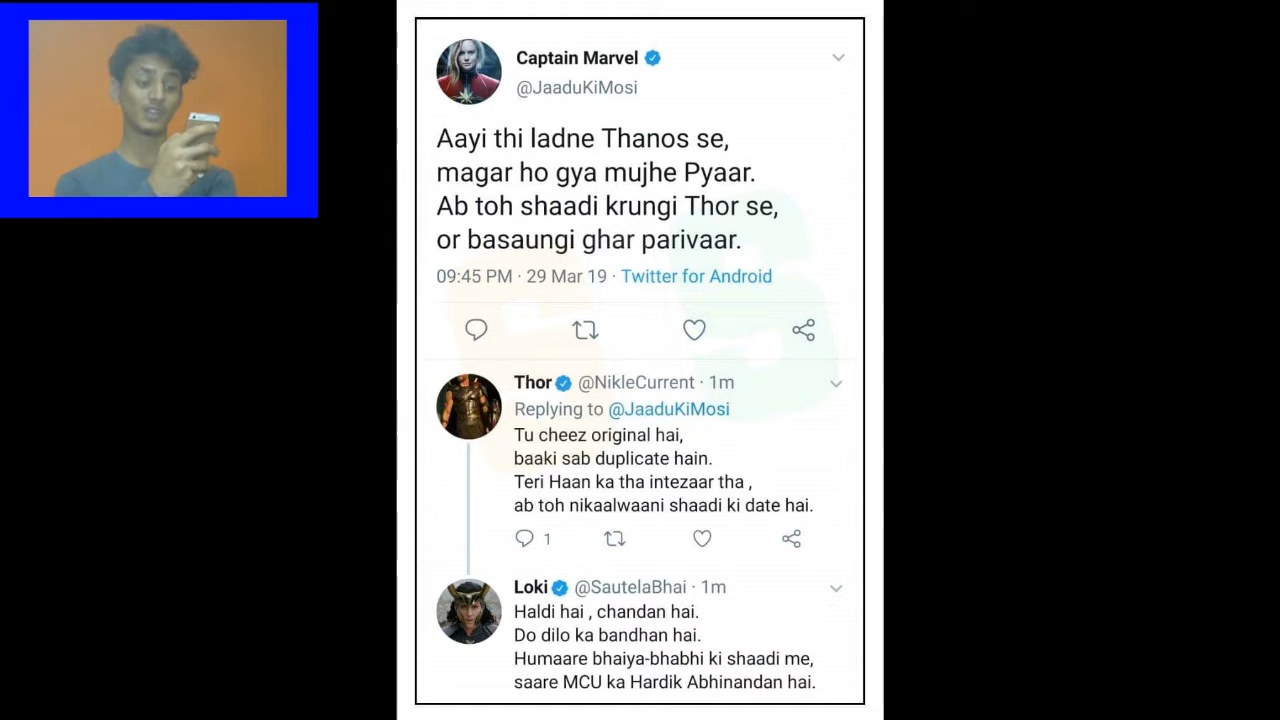 Captain Marvel
@JaaduKiMosi
Aayi thi ladne Thanos se,
magar ho gya mujhe Pyaar.
Ab toh shaadi krungi Thor se,
or basaungi ghar parivaar.
09:45 PM · 29 Mar 19 · Twitter for Android
Thor @NikleCurrent · 1m
Replying to @JaaduKiMosi
Tu cheez original hai,
baaki sab duplicate hain.
Teri Haan ka tha intezaar tha ,
ab toh nikaalwaani shaadi ki date hai.
1
Loki @SautelaBhai · 1m
Haldi hai , chandan hai.
Do dilo ka bandhan hai.
Humaare bhaiya-bhabhi ki shaadi me,
saare MCU ka Hardik Abhinandan hai.